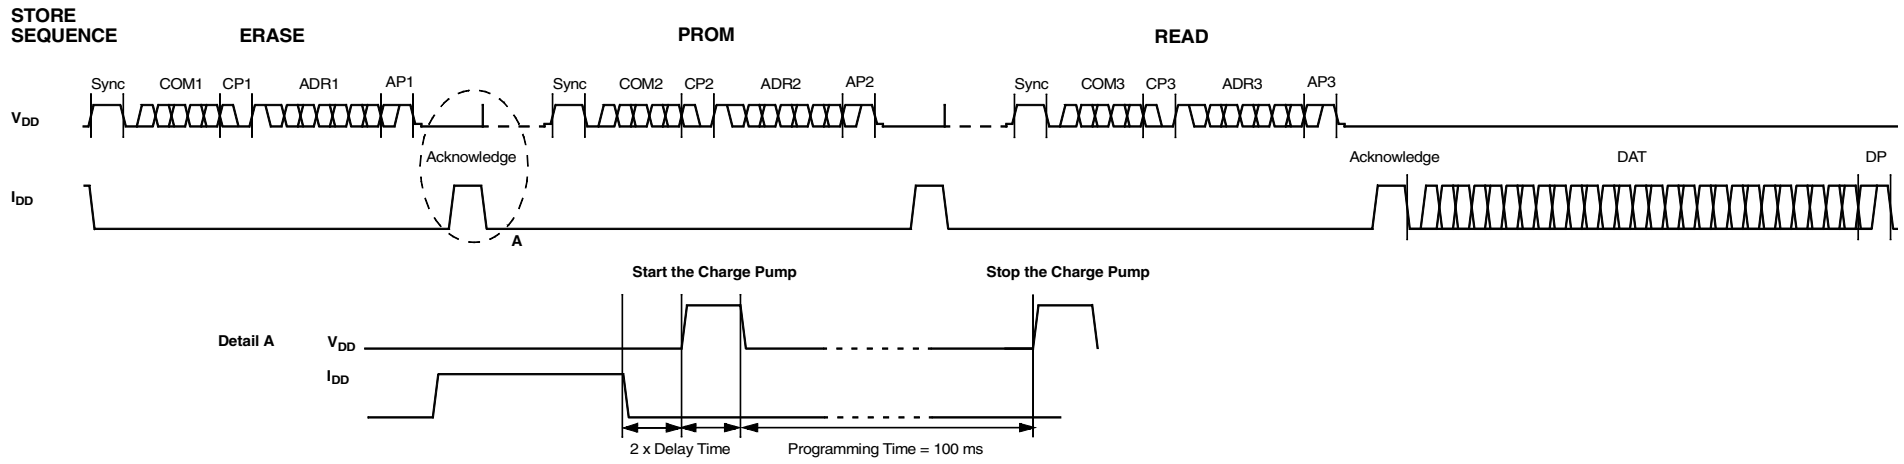 STORE
SEQUENCE
ERASE
PROM
READ
Sync COM1 CP1 ADR1 AP1
Sync COM2 CP2 ADR2 AP2
Sync COM3 CP3 ADR3 AP3
VDD
Acknowledge
Acknowledge
DAT
DP
IDD
A
Start the Charge Pump
Stop the Charge Pump
Detail A
VDD
IDD
2 x Delay Time
Programming Time = 100 ms